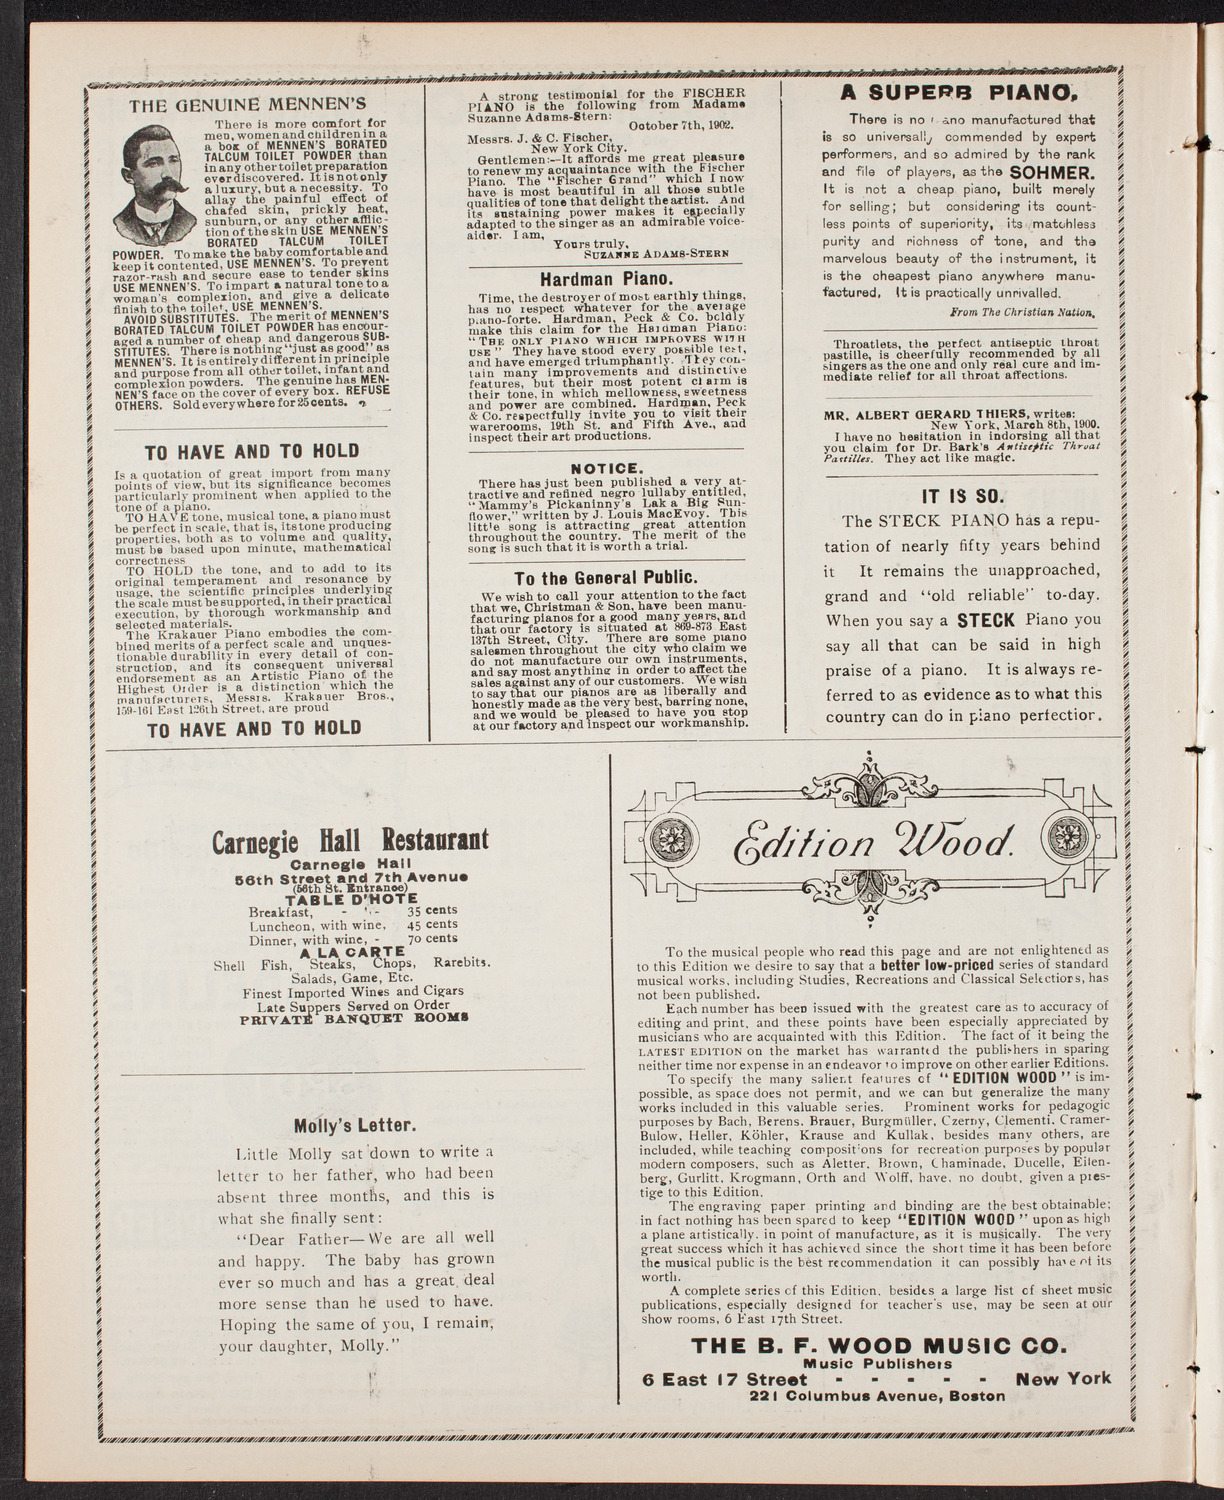 THE GENUINE MENNEN'S
There is more comfort for
men, women and children in a
a box of MENNEN'S BORATED
TALCUM TOILET POWDER than
in any other toilet preparation
ever discovered. It is not only
a luxury, but a necessity. To
allay the painful effect of
chafed skin, prickly heat,
sunburn, or any other afflic-
tion of the skin USE MENNEN'S
BORATED TALCUM TOILET
POWDER. To make the baby comfortable and
keep it contented, USE MENNEN'S. To prevent
razor-rash and secure ease to tender skins
USE MENNEN'S. To impart a natural tone to a
woman's complexion, and give a delicate
finish to the toilet, USE MENNEN'S.
AVOID SUBSTITUTES. The merit of MENNEN'S
BORATED TALCUM TOILET POWDER has encour-
aged a number of cheap and dangerous SUB-
STITUTES. There is nothing "just as good" as
MENNEN'S. It is entirely different in principle
and purpose from all other toilet, infant and
complexion powders. The genuine has MEN-
NEN'S face on the cover of every box. REFUSE
OTHERS. Sold everywhere for 25 cents.
TO HAVE AND TO HOLD
Is a quotation of great import from many
points of view, but its significance becomes
particularly prominent when applied to the
tone of a piano.
TO HAVE tone, musical tone, a piano must
be perfect in scale, that is, its tone producing
properties, both as to volume and quality,
must be based upon minute, mathematical
correctness
TO HOLD the tone, and to add to its
original temperament and resonance by
usage, the scientific principles underlying
the scale must be supported, in their practical
execution, by thorough workmanship and
selected materials.
The Krakauer Piano embodies the com-
bined merits of a perfect scale and unques-
tionable durability in every detail of con-
struction, and its consequent universal
endorsement as an Artistic Piano of the
Highest Order is a distinction which the
manufacturers, Messrs. Krakauer Bros.,
159-161 East 126th Street, are proud
TO HAVE AND TO HOLD
A strong testimonial for the FISCHER
PIANO is the following from Madame
Suzanne Adams-Stern:
October 7th, 1902.
Messrs. J. & C. Fischer,
New York City.
Gentlemen:—It affords me great pleasure
to renew my acquaintance with the Fischer
Piano. The "Fischer Grand" which I now
have is most beautiful in all those subtle
qualities of tone that delight the artist. And
its sustaining power makes it especially
adapted to the singer as an admirable voice-
aider. I am,
Yours truly,
SUZANNE ADAMS-STERN
Hardman Piano.
Time, the destroyer of most earthly things,
has no respect whatever for the average
piano-forte. Hardman, Peck & Co. boldly
make this claim for the Hardman Piano:
"THE ONLY PIANO WHICH IMPROVES WITH
USE" They have stood every possible test,
and have emerged triumphantly. They con-
tain many improvements and distinctive
features, but their most potent claim is
their tone, in which mellowness, sweetness
and power are combined. Hardman, Peck
& Co. respectfully invite you to visit their
warerooms, 19th St. and Fifth Ave., and
inspect their art productions.
NOTICE.
There has just been published a very at-
tractive and refined negro lullaby entitled,
"Mammy's Pickaninny's Lak a Big Sun-
flower," written by J. Louis MacEvoy. This
little song is attracting great attention
throughout the country. The merit of the
song is such that it is worth a trial.
To the General Public.
We wish to call your attention to the fact
that we, Christman & Son, have been manu-
facturing pianos for a good many years, and
that our factory is situated at 869-873 East
137th Street, City. There are some piano
salesmen throughout the city who claim we
do not manufacture our own instruments,
and say most anything in order to affect the
sales against any of our customers. We wish
to say that our pianos are as liberally and
honestly made as the very best, barring none,
and we would be pleased to have you stop
at our factory and inspect our workmanship.
A SUPERB PIANO,
There is no piano manufactured that
is so universally commended by expert
performers, and so admired by the rank
and file of players, as the SOHMER.
It is not a cheap piano, built merely
for selling; but considering its count-
less points of superiority, its matchless
purity and richness of tone, and the
marvelous beauty of the instrument, it
is the cheapest piano anywhere manu-
factured. It is practically unrivalled.
From The Christian Nation.
Throatlets, the perfect antiseptic throat
pastille, is cheerfully recommended by all
singers as the one and only real cure and im-
mediate relief for all throat affections.
MR. ALBERT GERARD THIERS, writes:
New York, March 8th, 1900.
I have no hesitation in indorsing all that
you claim for Dr. Bark's Antiseptic Throat
Pastilles. They act like magic.
IT IS SO.
The STECK PIANO has a repu-
tation of nearly fifty years behind
it It remains the unapproached,
grand and "old reliable" to-day.
When you say a STECK Piano you
say all that can be said in high
praise of a piano. It is always re-
ferred to as evidence as to what this
country can do in piano perfection.
Carnegie Hall Restaurant
Carnegie Hall
56th Street and 7th Avenue
(56th St. Entrance)
TABLE D'HOTE
Breakfast, - - 35 cents
Luncheon, with wine, 45 cents
Dinner, with wine, - 70 cents
A LA CARTE
Shell Fish, Steaks, Chops, Rarebits.
Salads, Game, Etc.
Finest Imported Wines and Cigars
Late Suppers Served on Order
PRIVATE BANQUET ROOMS
Molly's Letter.
Little Molly sat down to write a
letter to her father, who had been
absent three months, and this is
what she finally sent:
"Dear Father—We are all well
and happy. The baby has grown
ever so much and has a great deal
more sense than he used to have.
Hoping the same of you, I remain,
your daughter, Molly."
Edition Wood.
To the musical people who read this page and are not enlightened as
to this Edition we desire to say that a better low-priced series of standard
musical works, including Studies, Recreations and Classical Selections, has
not been published.
Each number has been issued with the greatest care as to accuracy of
editing and print, and these points have been especially appreciated by
musicians who are acquainted with this Edition. The fact of it being the
LATEST EDITION on the market has warranted the publishers in sparing
neither time nor expense in an endeavor to improve on other earlier Editions.
To specify the many salient features of "EDITION WOOD" is im-
possible, as space does not permit, and we can but generalize the many
works included in this valuable series. Prominent works for pedagogic
purposes by Bach, Berens. Brauer, Burgmüller, Czerny, Clementi. Cramer-
Bulow, Heller, Köhler, Krause and Kullak, besides many others, are
included, while teaching compositions for recreation purposes by popular
modern composers, such as Aletter, Brown, Chaminade, Ducelle, Eilen-
berg, Gurlitt, Krogmann, Orth and Wolff, have, no doubt, given a pres-
tige to this Edition.
The engraving paper printing and binding are the best obtainable;
in fact nothing has been spared to keep "EDITION WOOD" upon as high
a plane artistically, in point of manufacture, as it is musically. The very
great success which it has achieved since the short time it has been before
the musical public is the best recommendation it can possibly have of its
worth.
A complete series of this Edition, besides a large list of sheet music
publications, especially designed for teacher's use, may be seen at our
show rooms, 6 East 17th Street.
THE B. F. WOOD MUSIC CO.
Music Publishers
6 East 17 Street - - - - - New York
221 Columbus Avenue, Boston